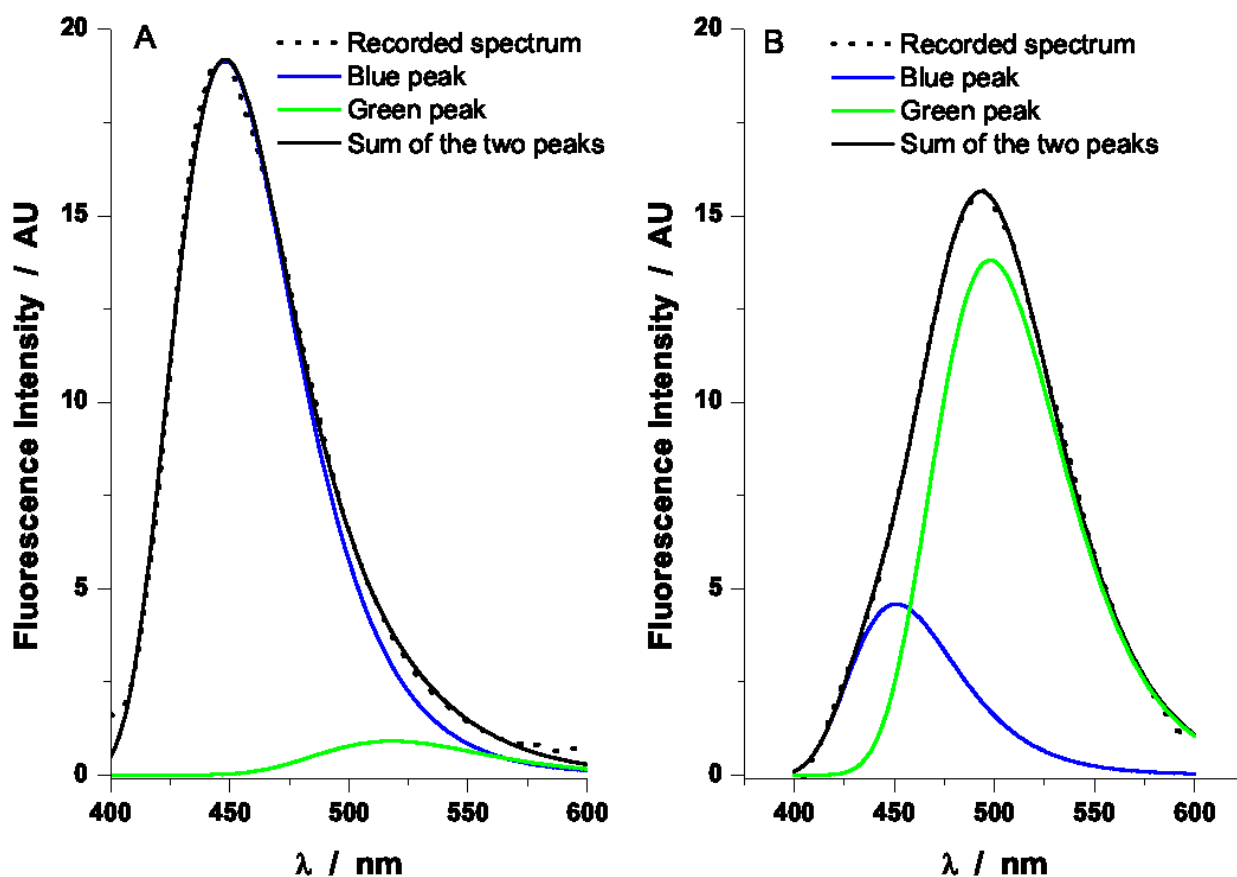 A
Recorded spectrum
Blue peak
Green peak
Sum of the two peaks
20
15
10
5
0
400
450
500
550
600
Fluorescence Intensity / AU
λ / nm
B
Recorded spectrum
Blue peak
Green peak
Sum of the two peaks
20
15
10
5
0
400
450
500
550
600
Fluorescence Intensity / AU
λ / nm